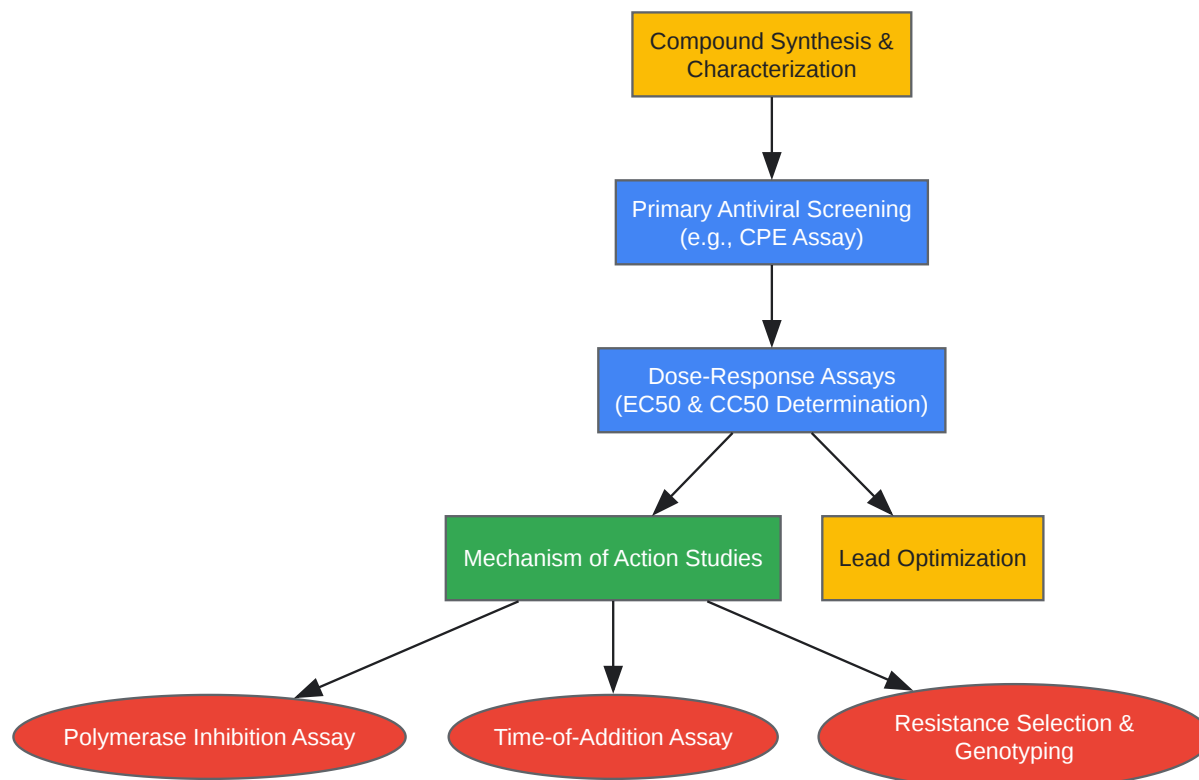 Compound Synthesis &
Characterization
Primary Antiviral Screening
(e.g., CPE Assay)
Dose-Response Assays
(EC50 & CC50 Determination)
Mechanism of Action Studies
Lead Optimization
Polymerase Inhibition Assay
Time-of-Addition Assay
Resistance Selection &
Genotyping